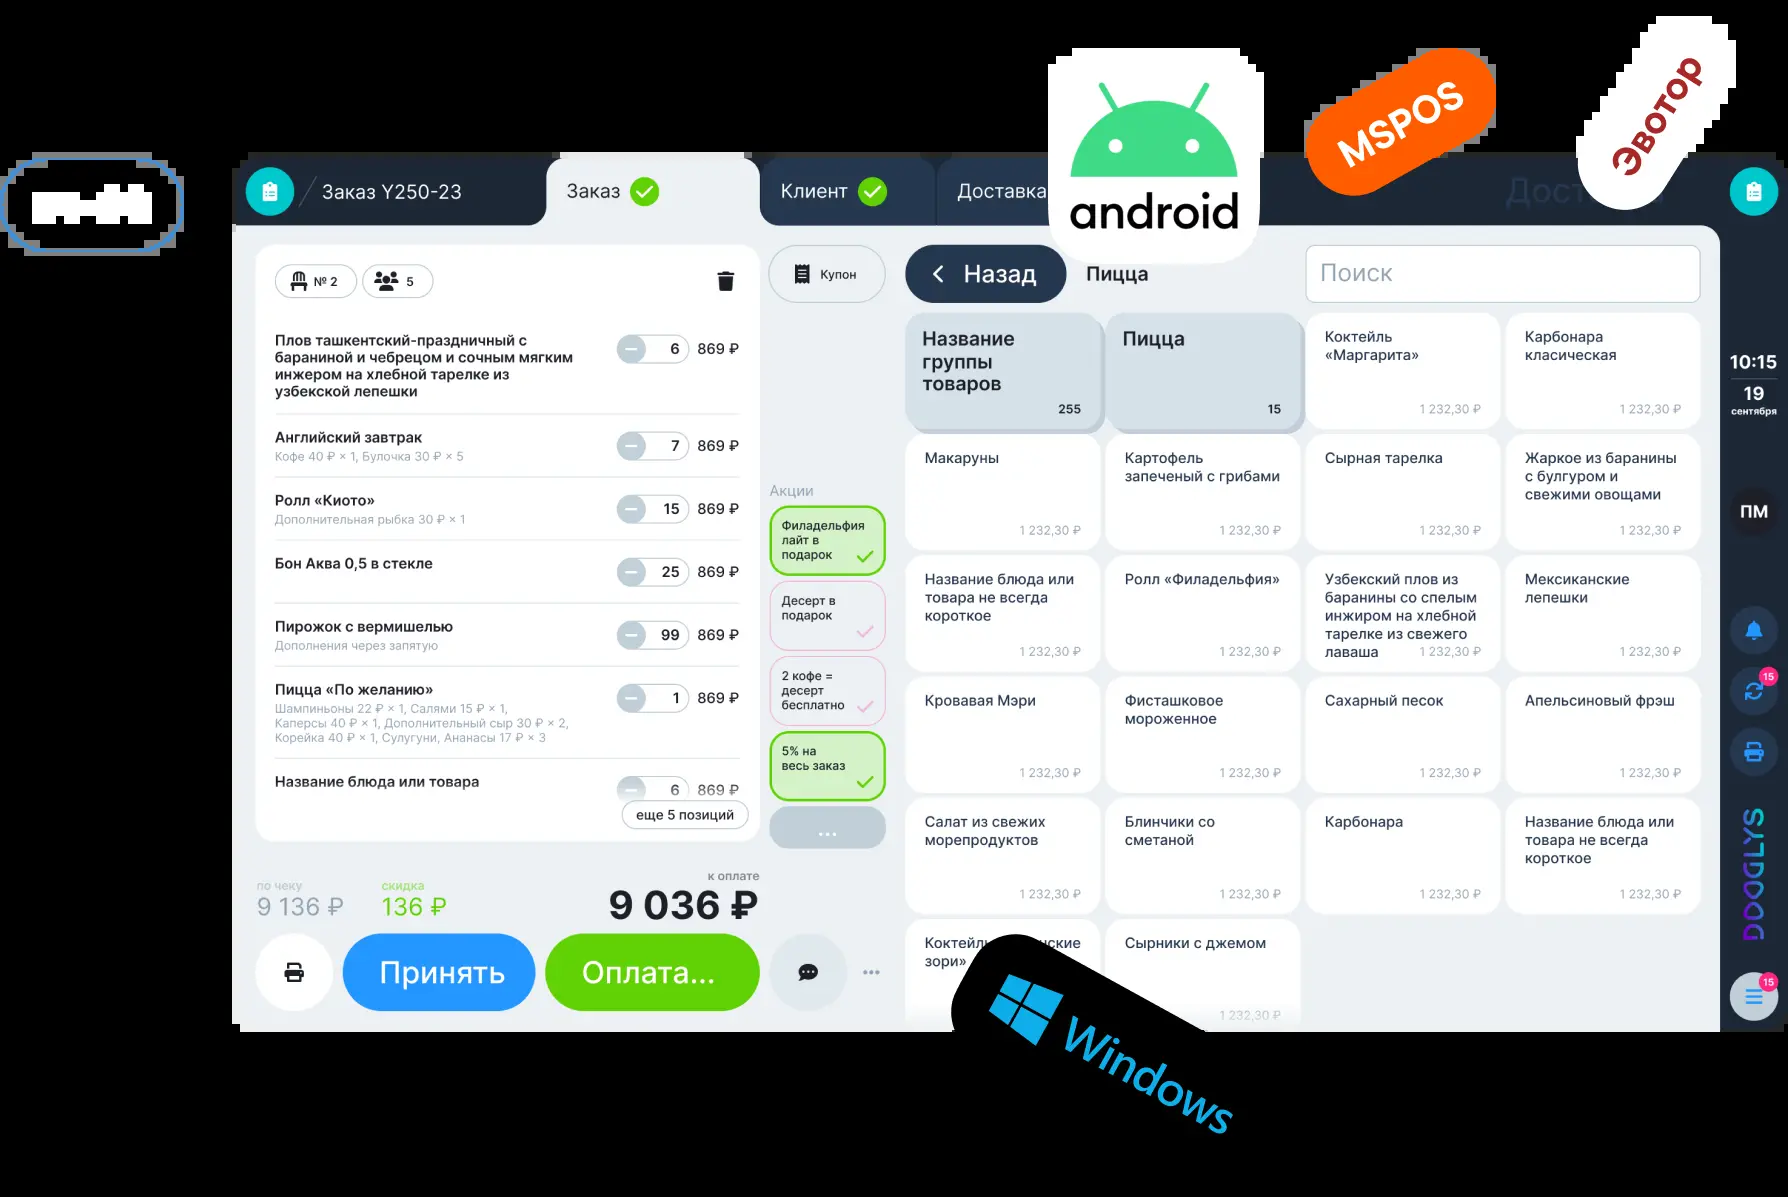 Заказ Y250-23
Заказ
Клиент
Доставка
android
MSPOS
Эвотор
№ 2
5
Плов ташкентский-праздничный с
бараниной и чебрецом и сочным мягким
инжером на хлебной тарелке из
узбекской лепешки
6 869 ₽
Английский завтрак
Кофе 40 ₽ × 1, Булочка 30 ₽ × 5
7 869 ₽
Ролл «Киото»
Дополнительная рыбка 30 ₽ × 1
15 869 ₽
Бон Аква 0,5 в стекле
25 869 ₽
Пирожок с вермишелью
Дополнения через запятую
99 869 ₽
Пицца «По желанию»
Шампиньоны 22 ₽ × 1, Салями 15 ₽ × 1,
Каперсы 40 ₽ × 1, Дополнительный сыр 30 ₽ × 2,
Корейка 40 ₽ × 1, Сулугуни, Ананасы 17 ₽ × 3
1 869 ₽
Название блюда или товара
6 869 ₽
еще 5 позиций
по чеку
9 136 ₽
скидка
136 ₽
к оплате
9 036 ₽
Принять
Оплата...
Купон
Акции
Филадельфия
лайт в
подарок
Десерт в
подарок
2 кофе =
десерт
бесплатно
5% на
весь заказ
...
Назад
Пицца
Поиск
Название
группы
товаров
255
Пицца
15
Коктейль
«Маргарита»
1 232,30 ₽
Карбонара
класическая
1 232,30 ₽
Макаруны
1 232,30 ₽
Картофель
запеченый с грибами
1 232,30 ₽
Сырная тарелка
1 232,30 ₽
Жаркое из баранины
с булгуром и
свежими овощами
1 232,30 ₽
Название блюда или
товара не всегда
короткое
1 232,30 ₽
Ролл «Филадельфия»
1 232,30 ₽
Узбекский плов из
баранины со спелым
инжиром на хлебной
тарелке из свежего
лаваша
1 232,30 ₽
Мексиканские
лепешки
1 232,30 ₽
Кровавая Мэри
1 232,30 ₽
Фисташковое
мороженное
1 232,30 ₽
Сахарный песок
1 232,30 ₽
Апельсиновый фрэш
1 232,30 ₽
Салат из свежих
морепродуктов
1 232,30 ₽
Блинчики со
сметаной
1 232,30 ₽
Карбонара
1 232,30 ₽
Название блюда или
товара не всегда
короткое
1 232,30 ₽
Коктейль
зори»
Сырники с джемом
1 232,30 ₽
Windows
10:15
19
сентября
ПМ
15
DOOGLYS
15